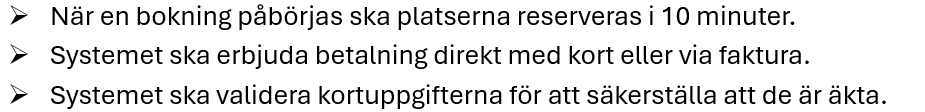 ➢ När en bokning påbörjas ska platserna reserveras i 10 minuter.
➢ Systemet ska erbjuda betalning direkt med kort eller via faktura.
➢ Systemet ska validera kortuppgifterna för att säkerställa att de är äkta.